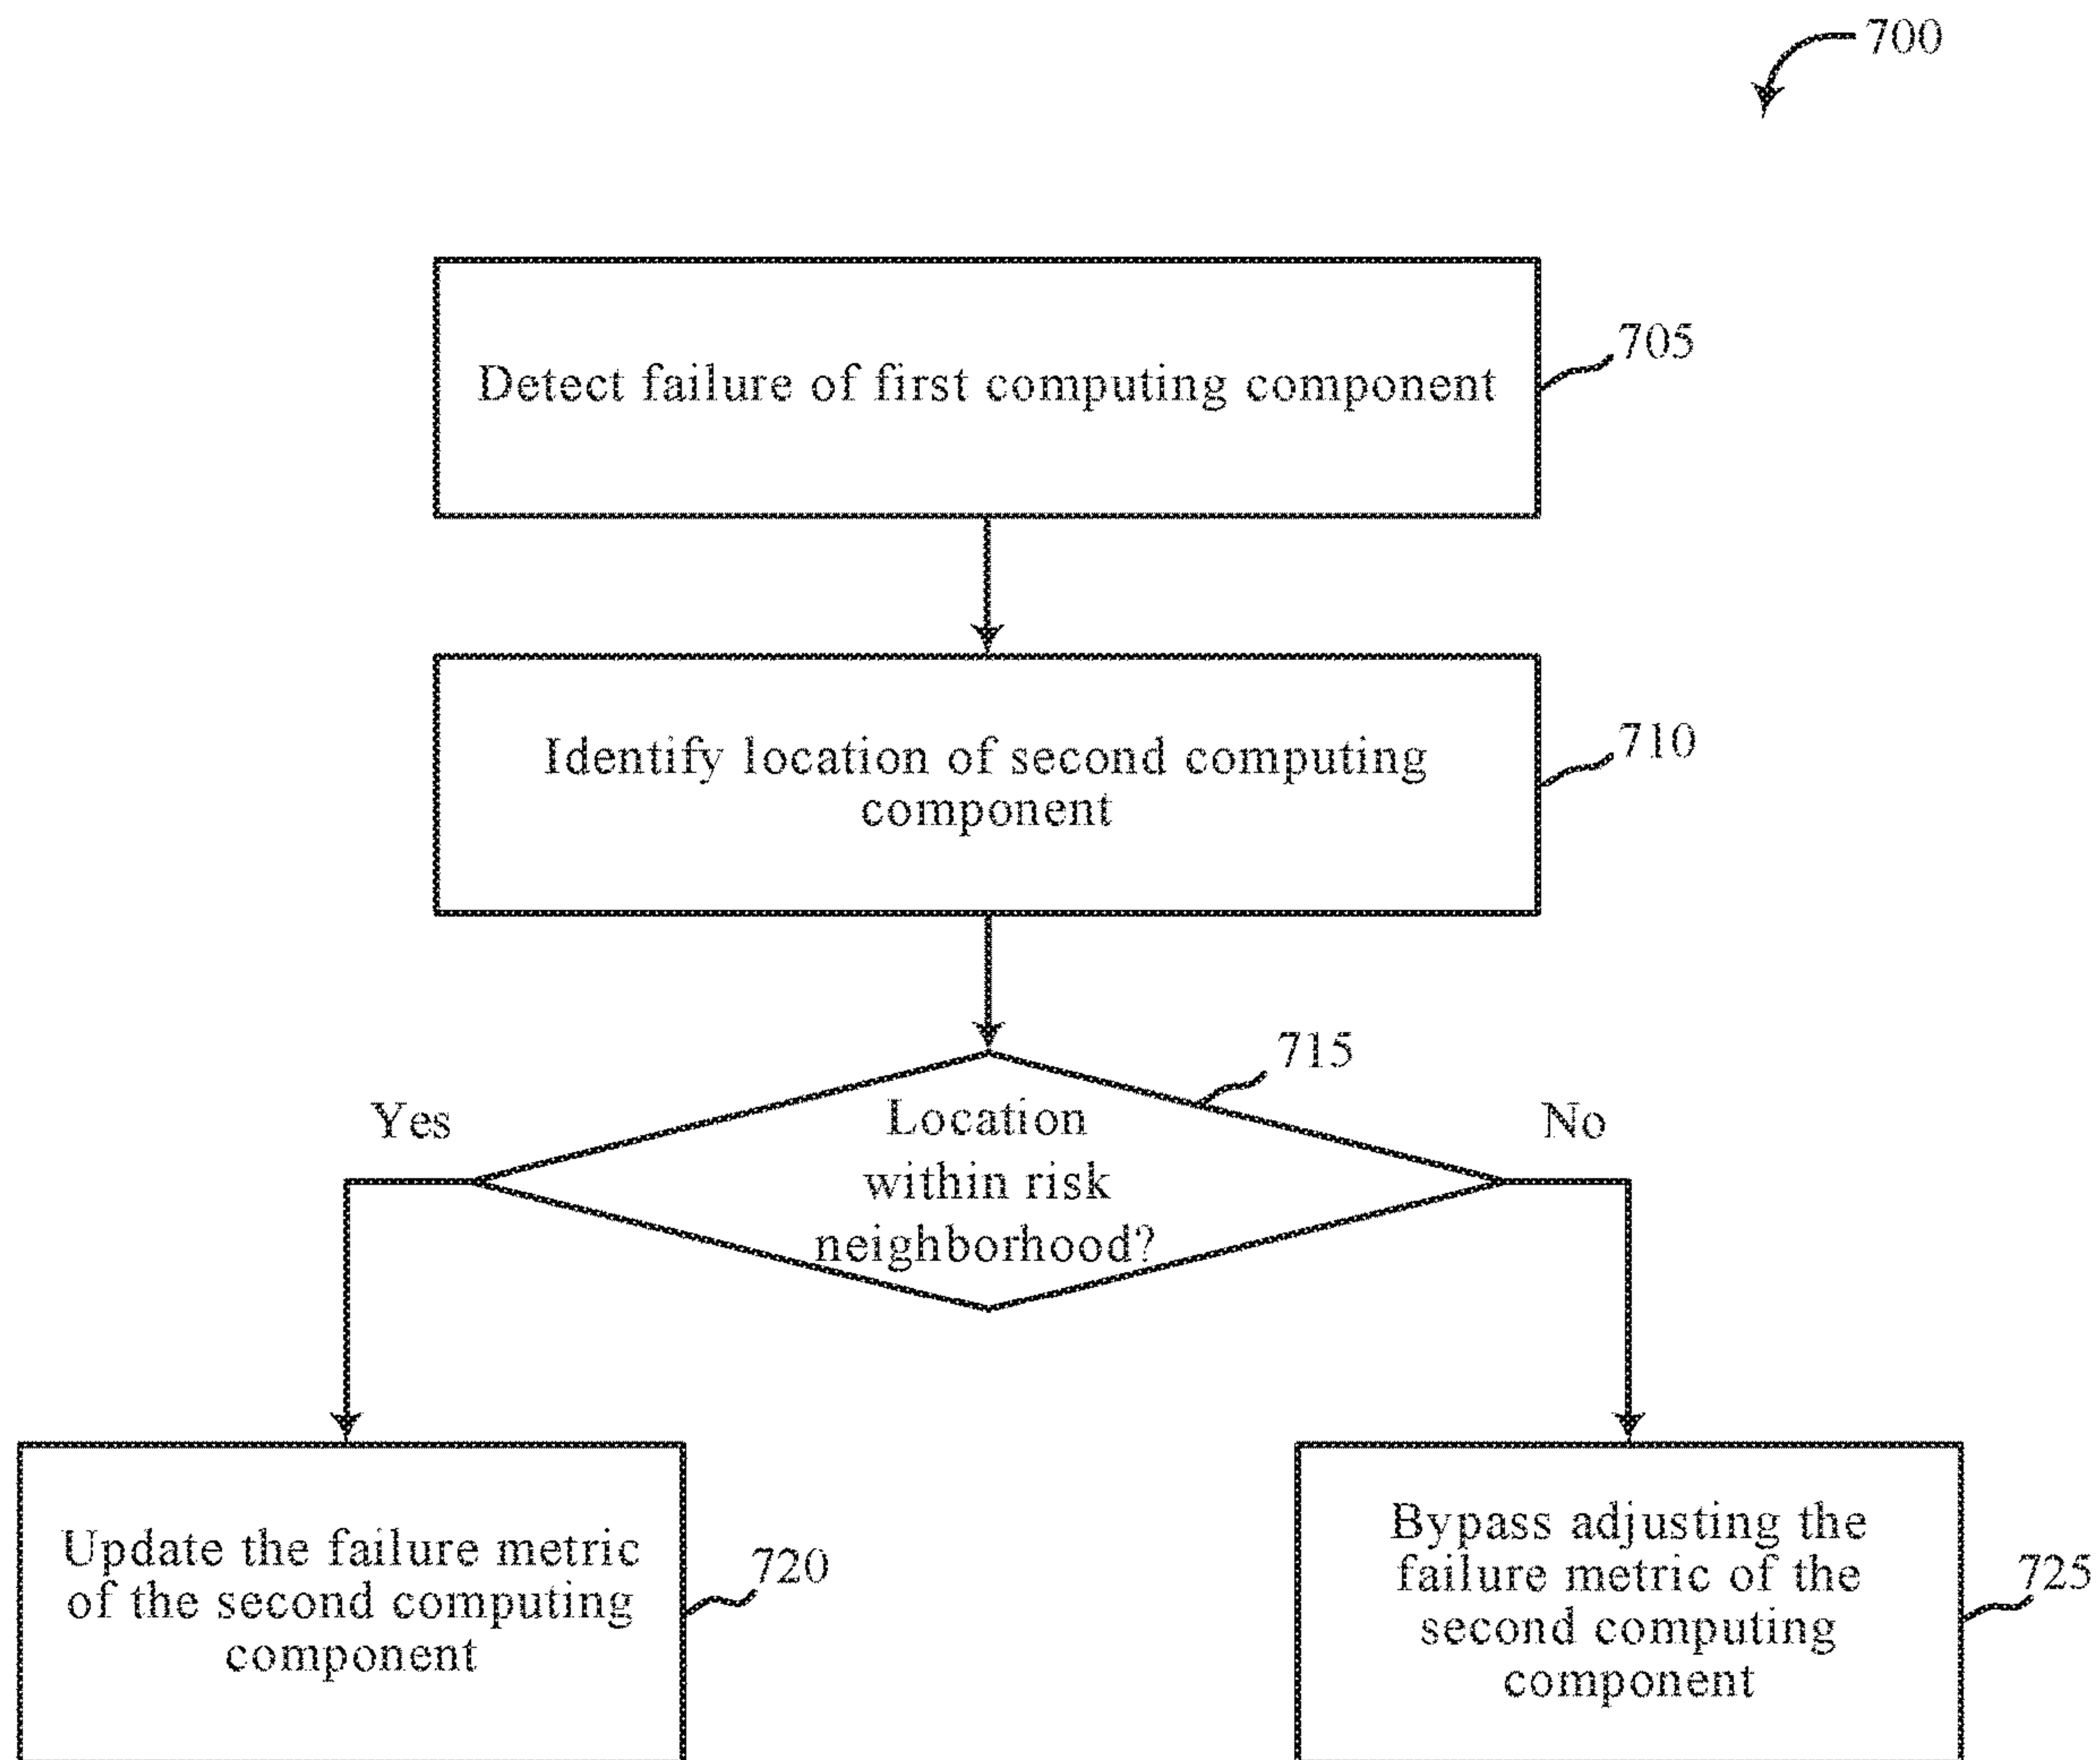 700
Detect failure of first computing component
705
Identify location of second computing
component
710
715
Yes
No
Location
within risk
neighborhood?
Update the failure metric
of the second computing
component
720
Bypass adjusting the
failure metric of the
second computing
component
725